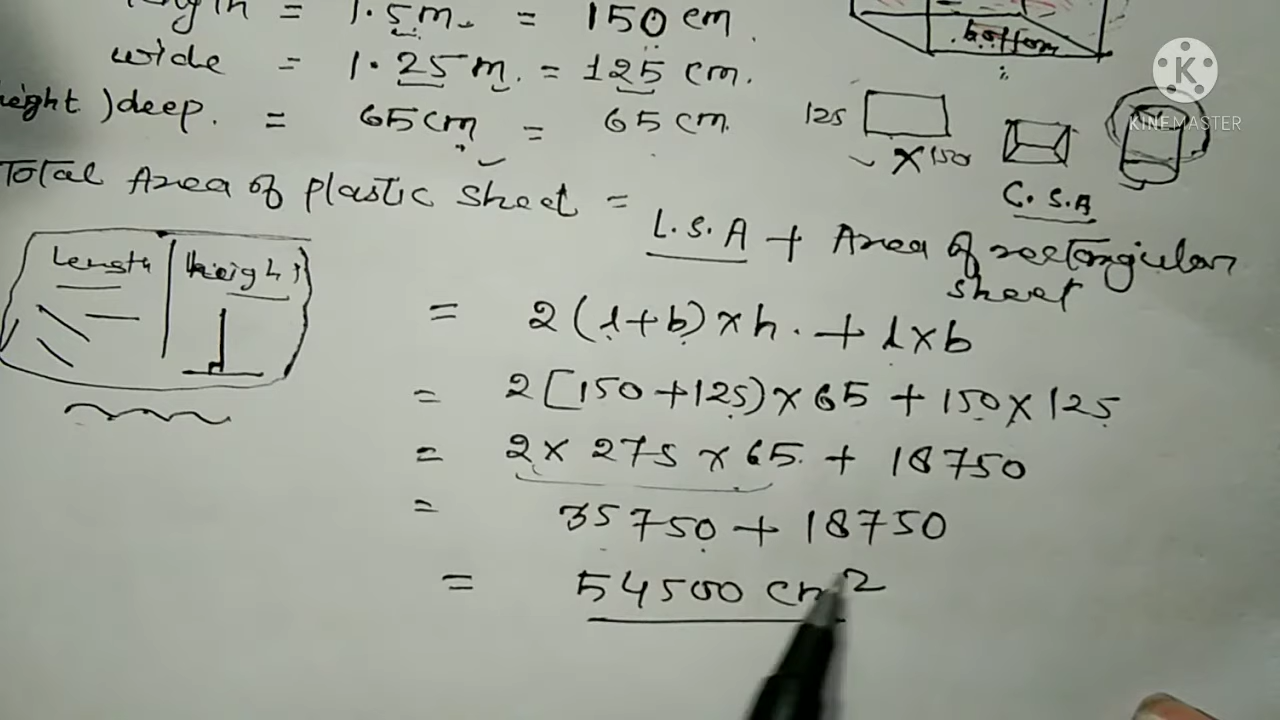 length = 1.5m = 150 cm.
bottom
wide = 1.25 m. = 125 cm.
KINEMASTER
eight) deep. = 65cm = 65 cm.
125
X 150
C.S.A
Total Area of plastic sheet = L.S.A + Area of rectangular
sheet
Length Height
= 2(l+b)×h. + l×b
= 2[150+125)×65 + 150×125
= 2× 275 × 65. + 18750
= 35750 + 18750
= 54500 cm²